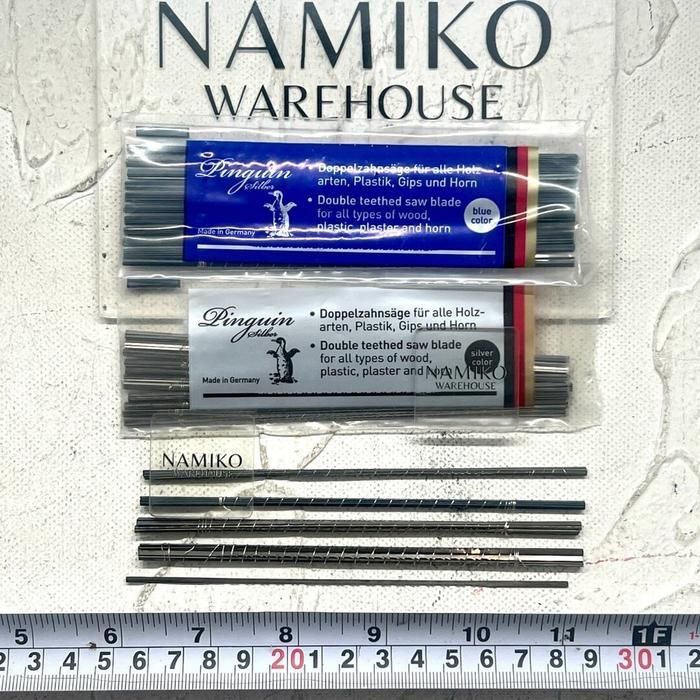 NAMIKO
WAREHOUSE
Pinguin
Silber
Made in Germany
• Doppelzahnsäge für alle Holz-
arten, Plastik, Gips und Horn
• Double teethed saw blade
for all types of wood,
plastic, plaster and horn
blue
color
Pinguin
Silber
Made in Germany
• Doppelzahnsäge für alle Holz-
arten, Plastik, Gips und Horn
• Double teethed saw blade
for all types of wood,
plastic, plaster and horn
silver
color
NAMIKO
WAREHOUSE
NAMIKO
WAREHOUSE
5 6 7 8 9 10 11 1F
2 3 4 5 6 7 8 9 20 1 2 3 4 5 6 7 8 9 30 1 2